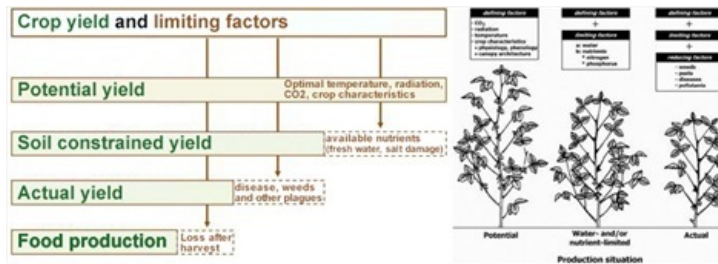 Crop yield and limiting factors
Potential yield
Optimal temperature, radiation,
CO2, crop characteristics
Soil constrained yield
available nutrients
(fresh water, salt damage)
Actual yield
disease, weeds
and other plagues
Food production
Loss after
harvest
defining factors
- CO2
- radiation
- temperature
- crop characteristics
• physiology, phenology
• canopy architecture
defining factors
+
limiting factors
a: water
b: nutrients
* nitrogen
* phosphorus
defining factors
+
limiting factors
+
reducing factors
- weeds
- pests
- diseases
- pollutants
Potential
Water- and/or
nutrient-limited
Actual
Production situation